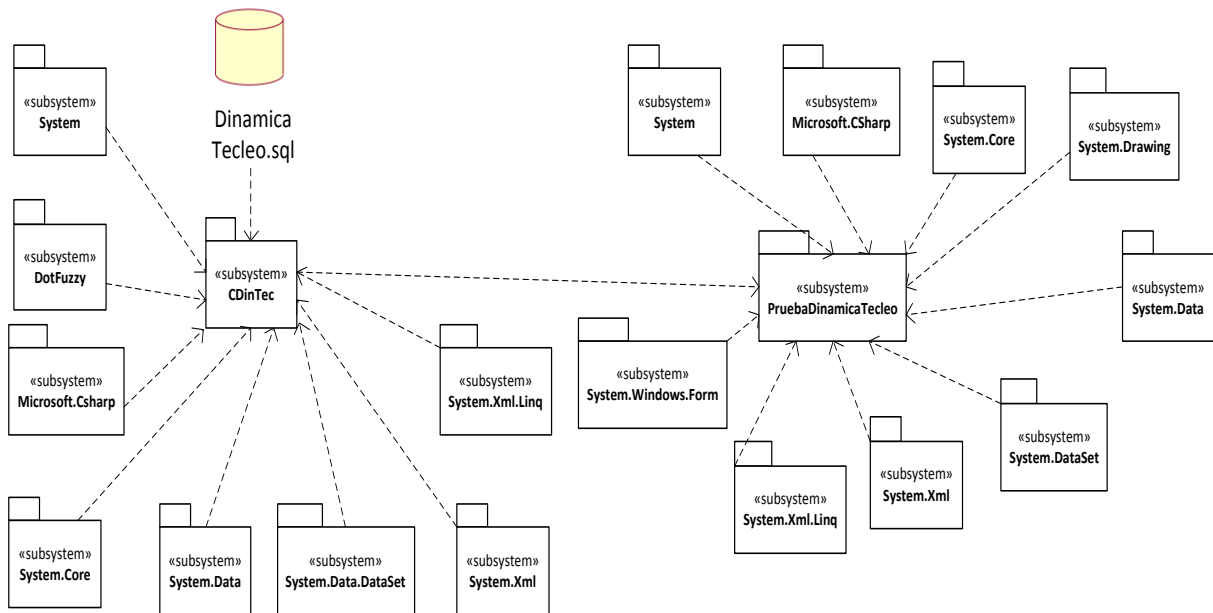 «subsystem»
System
Dinamica
Tecleo.sql
«subsystem»
DotFuzzy
«subsystem»
CDinTec
«subsystem»
Microsoft.Csharp
«subsystem»
System.Xml.Linq
«subsystem»
System.Core
«subsystem»
System.Data
«subsystem»
System.Data.DataSet
«subsystem»
System.Xml
«subsystem»
System
«subsystem»
Microsoft.CSharp
«subsystem»
System.Core
«subsystem»
System.Drawing
«subsystem»
PruebaDinamicaTecleo
«subsystem»
System.Data
«subsystem»
System.Windows.Form
«subsystem»
System.Xml.Linq
«subsystem»
System.Xml
«subsystem»
System.DataSet